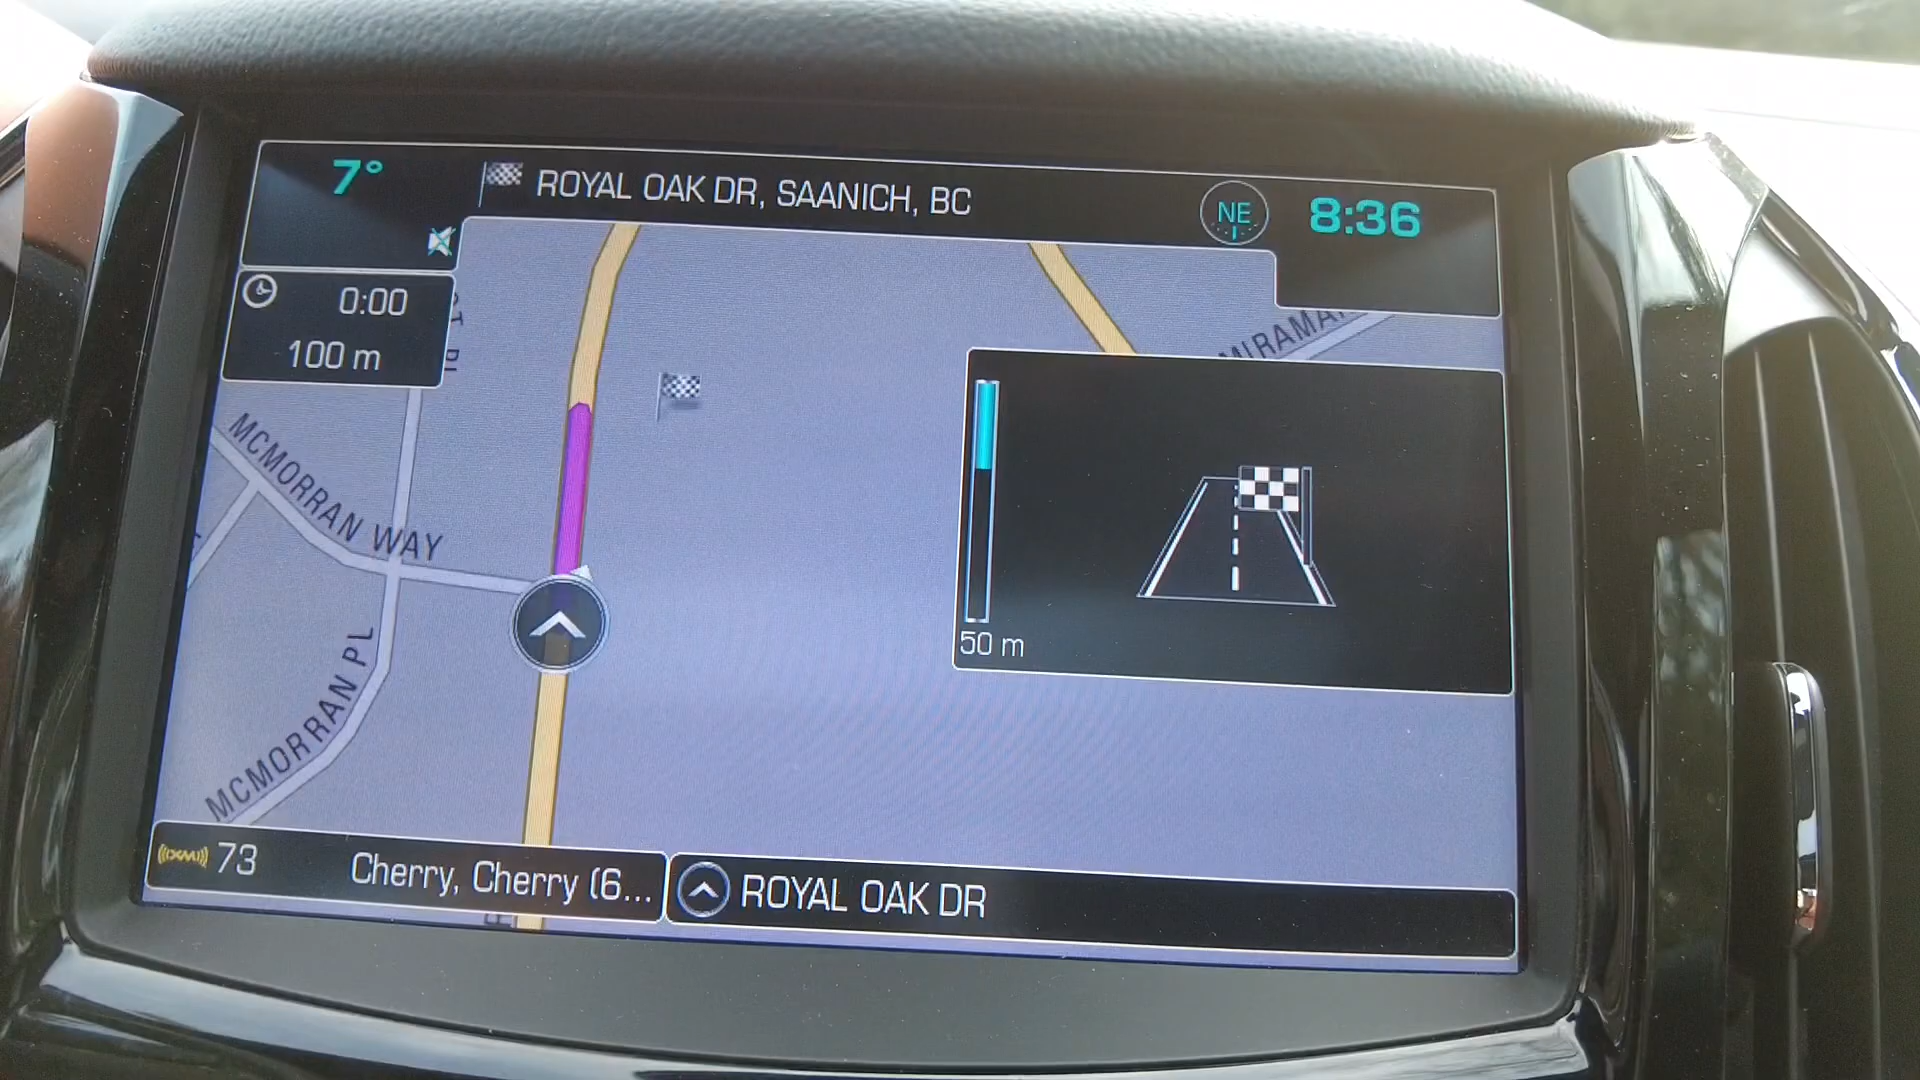 7°
ROYAL OAK DR, SAANICH, BC
NE
8:36
0:00
100 m
MCMORRAN WAY
MCMORRAN PL
50 m
XM
73
Cherry, Cherry (6...
ROYAL OAK DR